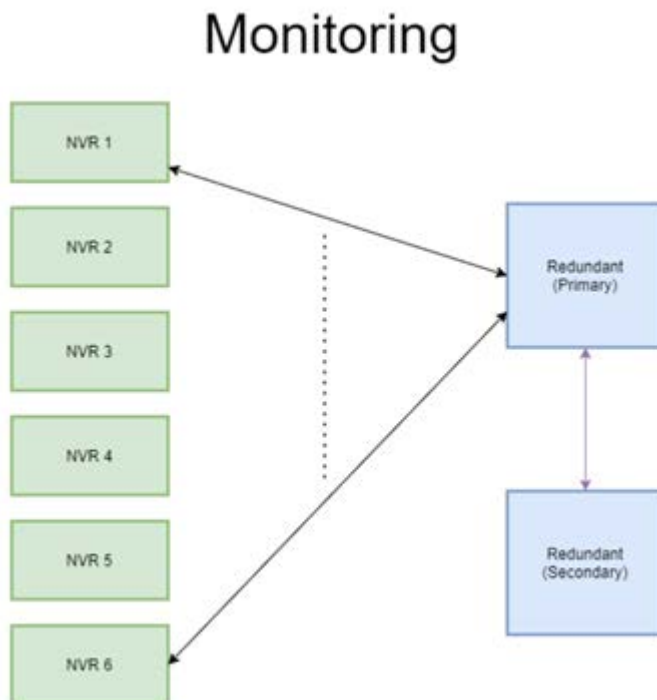 Monitoring
NVR 1
NVR 2
NVR 3
NVR 4
NVR 5
NVR 6
Redundant
(Primary)
Redundant
(Secondary)